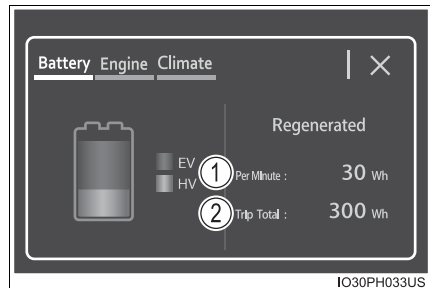 Battery Engine Climate
Regenerated
EV
HV
1 Per Minute : 30 Wh
2 Trip Total : 300 Wh
IO30PH033US